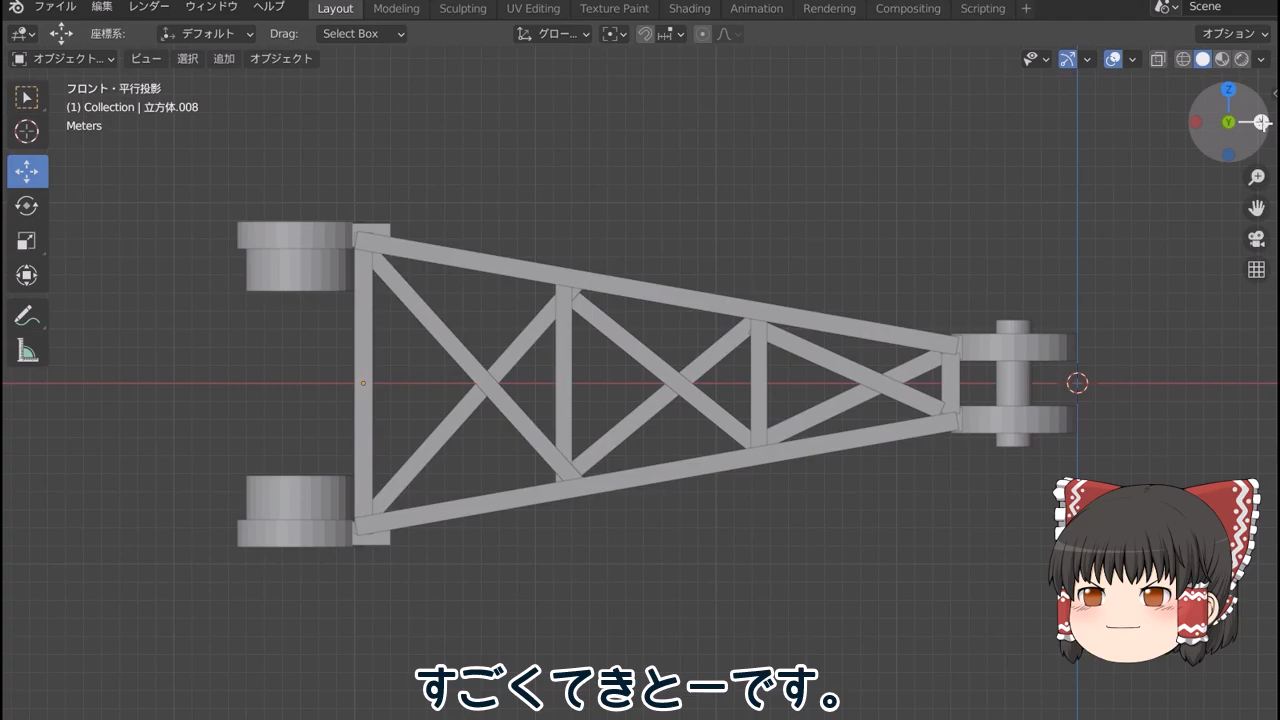 ファイル 編集 レンダー ウィンドウ ヘルプ Layout Modeling Sculpting UV Editing Texture Paint Shading Animation Rendering Compositing Scripting + Scene
座標系: デフォルト Drag: Select Box グロー... オプション
オブジェクト... ビュー 選択 追加 オブジェクト
フロント・平行投影
(1) Collection | 立方体.008
Meters
Z
Y
すごくてきとーです。